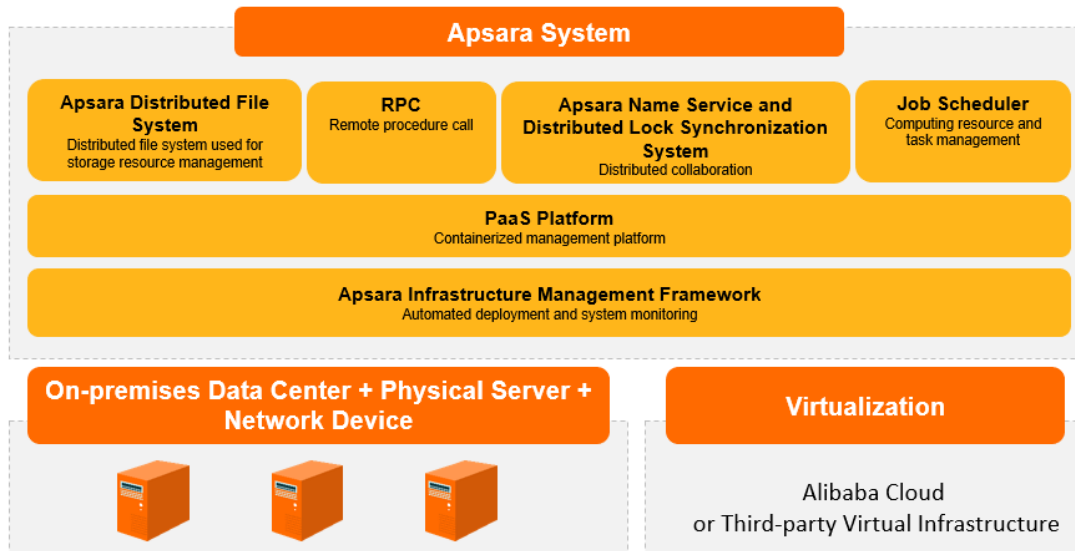 Apsara System
Apsara Distributed File
System
Distributed file system used for
storage resource management
RPC
Remote procedure call
Apsara Name Service and
Distributed Lock Synchronization
System
Distributed collaboration
Job Scheduler
Computing resource and
task management
PaaS Platform
Containerized management platform
Apsara Infrastructure Management Framework
Automated deployment and system monitoring
On-premises Data Center + Physical Server +
Network Device
Virtualization
Alibaba Cloud
or Third-party Virtual Infrastructure